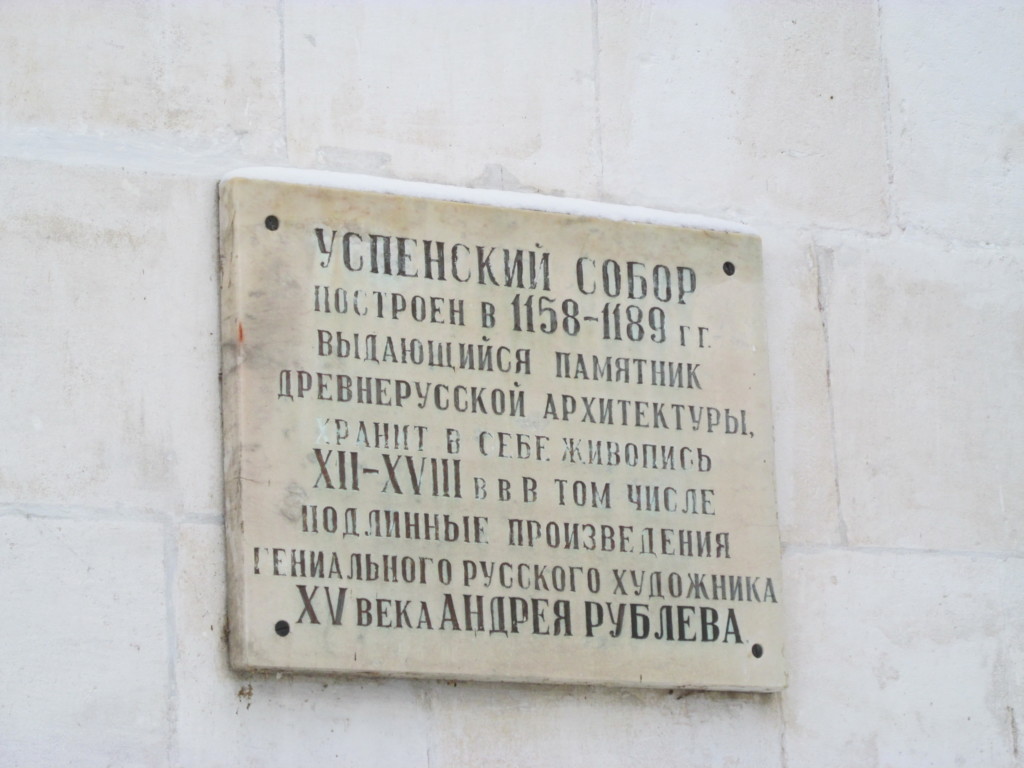 УСПЕНСКИЙ СОБОР
ПОСТРОЕН В 1158-1189 ГГ.
ВЫДАЮЩИЙСЯ ПАМЯТНИК
ДРЕВНЕРУССКОЙ АРХИТЕКТУРЫ,
ХРАНИТ В СЕБЕ ЖИВОПИСЬ
XII-XVIII В В В ТОМ ЧИСЛЕ
ПОДЛИННЫЕ ПРОИЗВЕДЕНИЯ
ГЕНИАЛЬНОГО РУССКОГО ХУДОЖНИКА
XV ВЕКА АНДРЕЯ РУБЛЕВА.